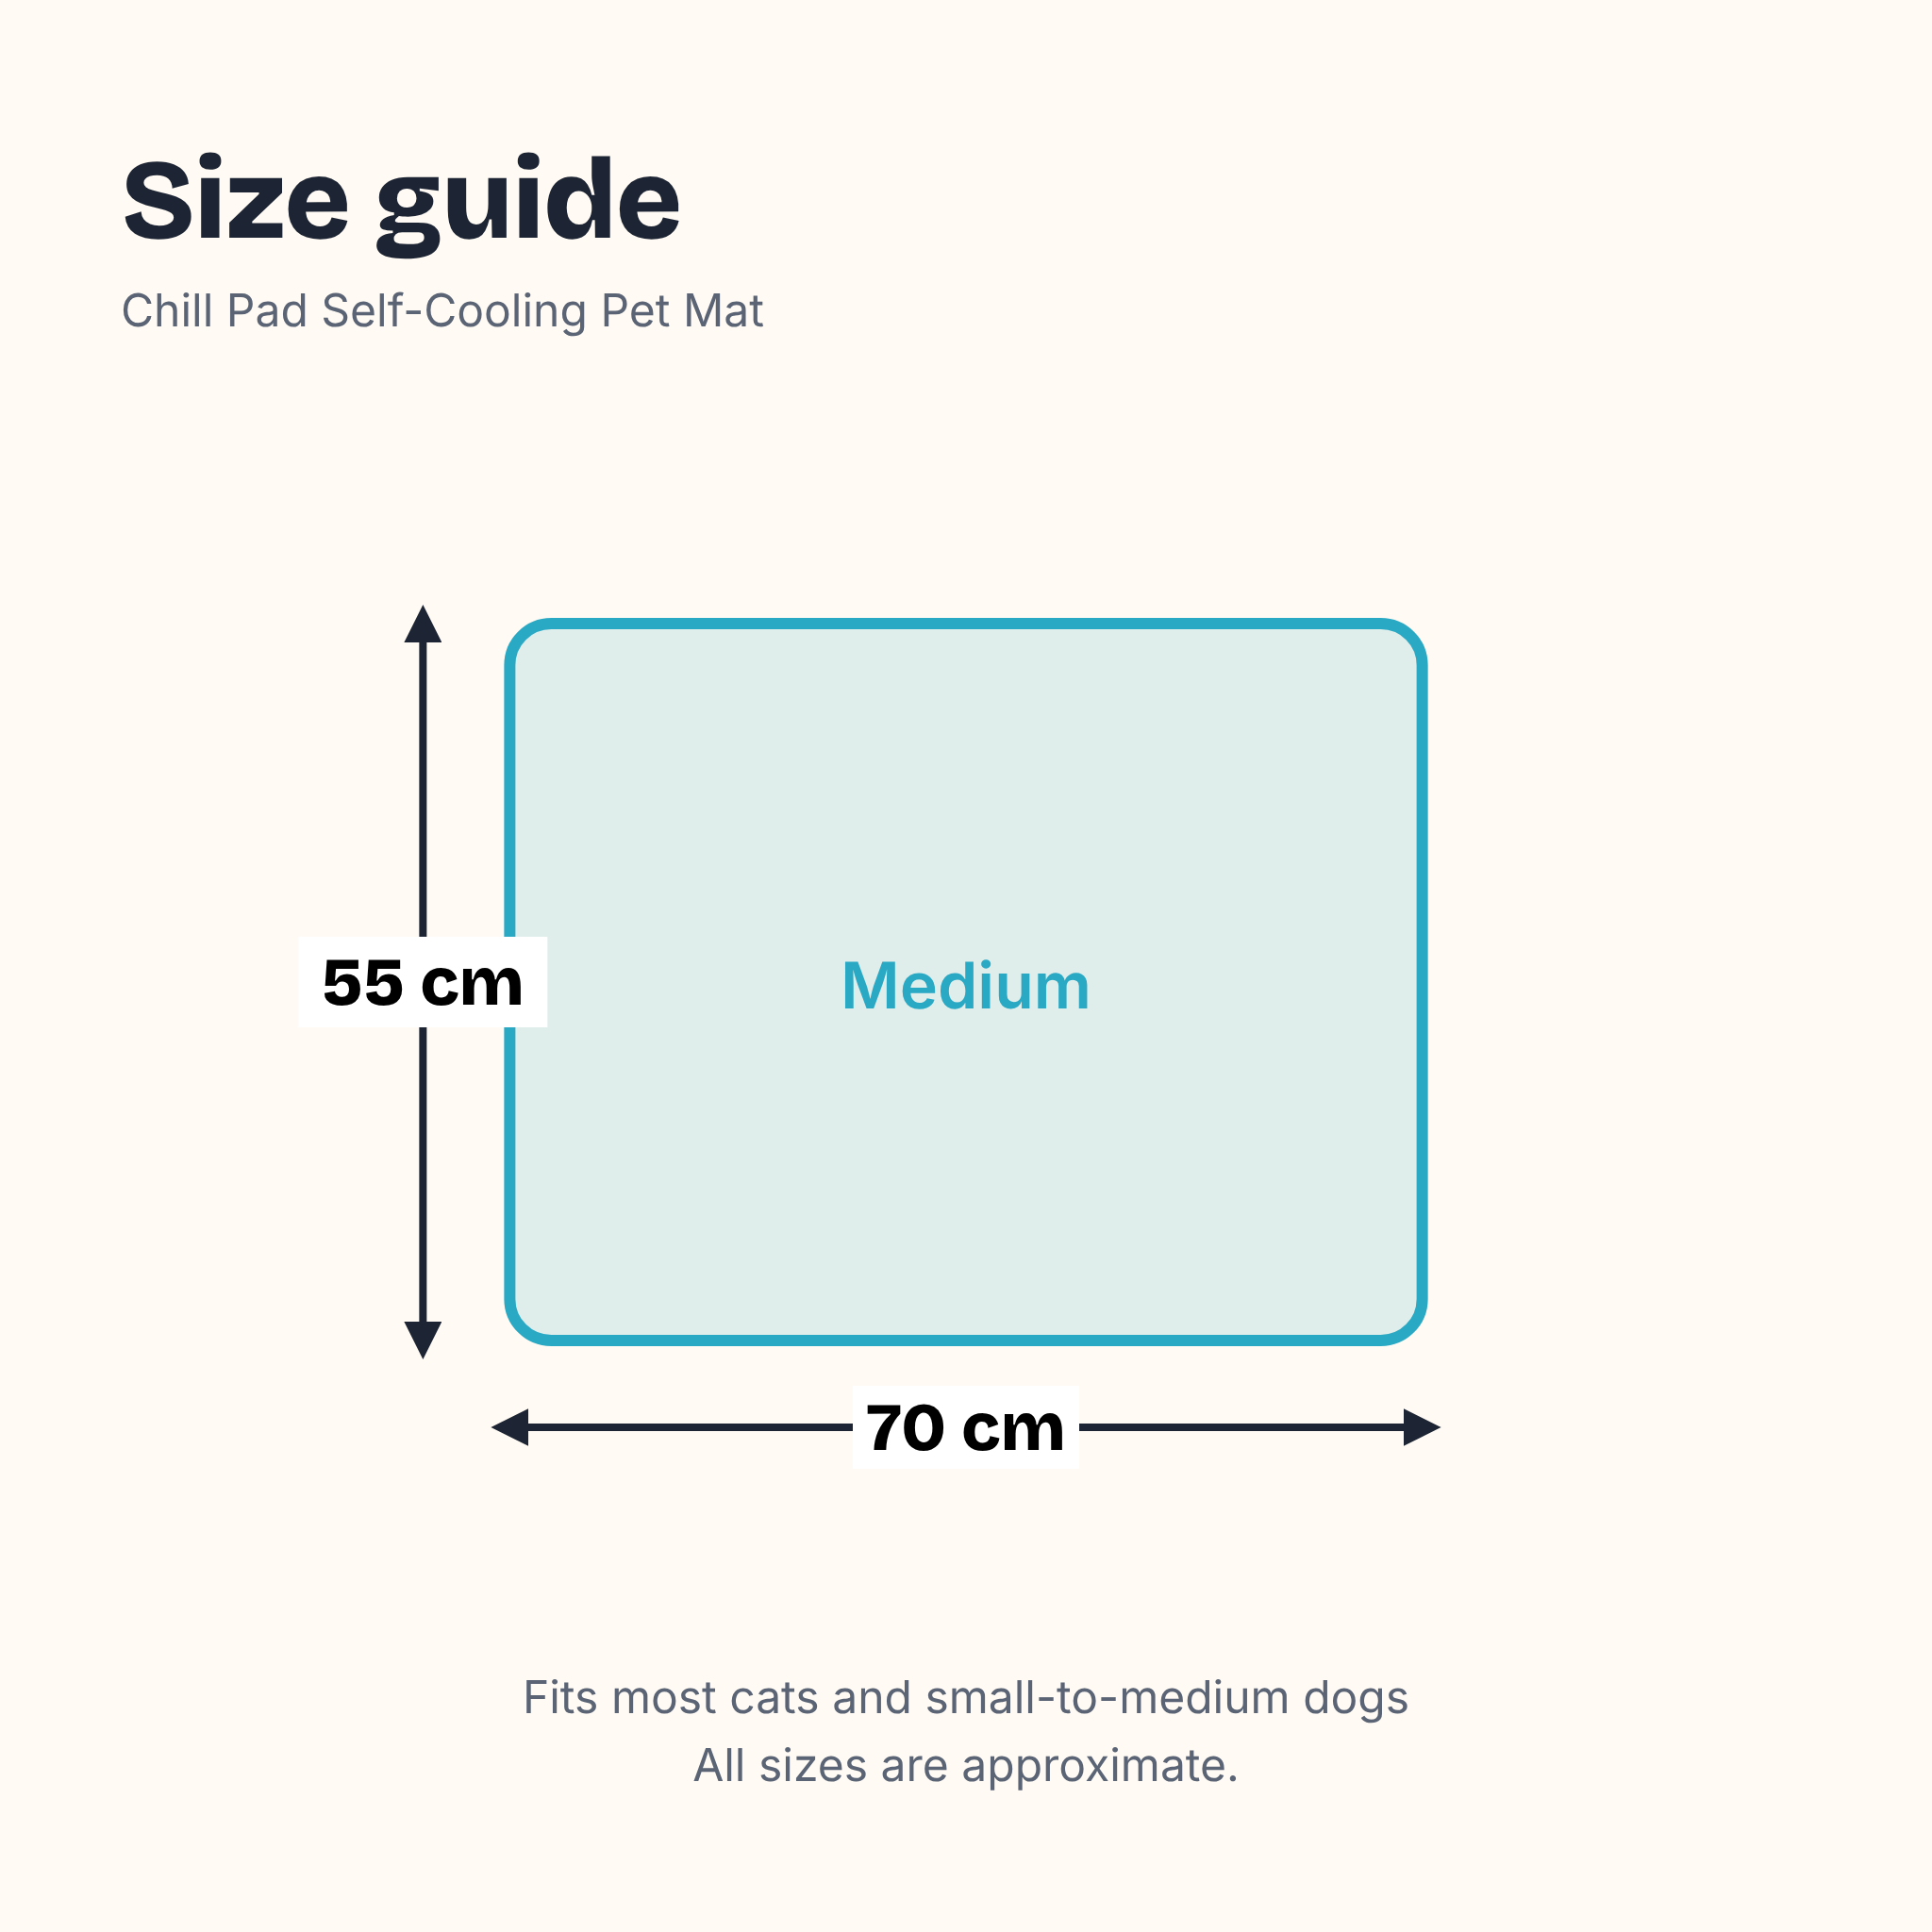 Size guide
Chill Pad Self-Cooling Pet Mat
55 cm
Medium
70 cm
Fits most cats and small-to-medium dogs
All sizes are approximate.